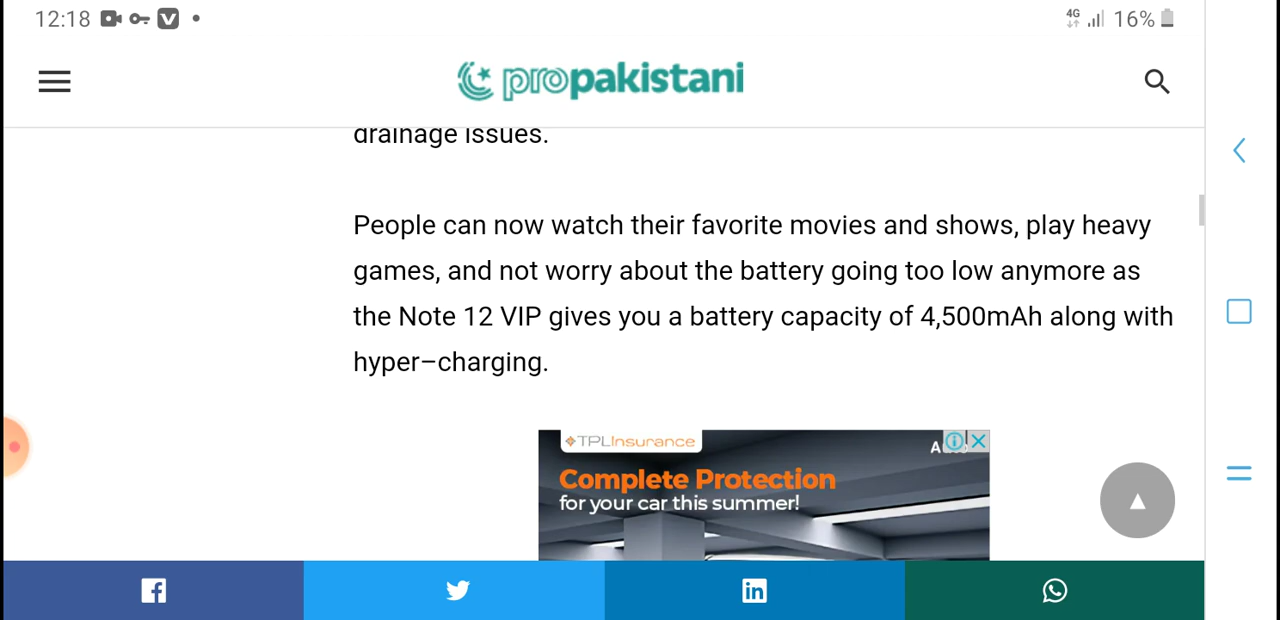 12:18
4G 16%
propakistani
drainage issues.
People can now watch their favorite movies and shows, play heavy
games, and not worry about the battery going too low anymore as
the Note 12 VIP gives you a battery capacity of 4,500mAh along with
hyper–charging.
TPLInsurance
Complete Protection
for your car this summer!